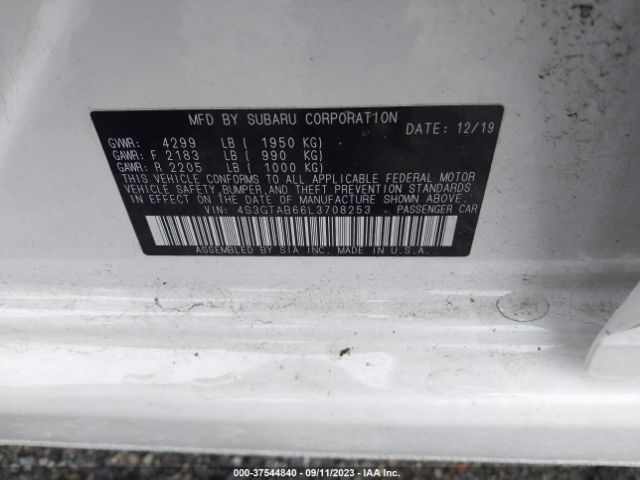 MFD BY SUBARU CORPORATION
DATE: 12/19
GVWR: 4299 LB ( 1950 KG)
GAWR: F 2183 LB ( 990 KG)
GAWR: R 2205 LB ( 1000 KG)
THIS VEHICLE CONFORMS TO ALL APPLICABLE FEDERAL MOTOR
VEHICLE SAFETY, BUMPER, AND THEFT PREVENTION STANDARDS
IN EFFECT ON THE DATE OF MANUFACTURE SHOWN ABOVE.
VIN: 4S3GTAB66L3708253 PASSENGER CAR
ASSEMBLED BY SIA INC. MADE IN U.S.A.
000-37544840 - 09/11/2023 - IAAI.COM